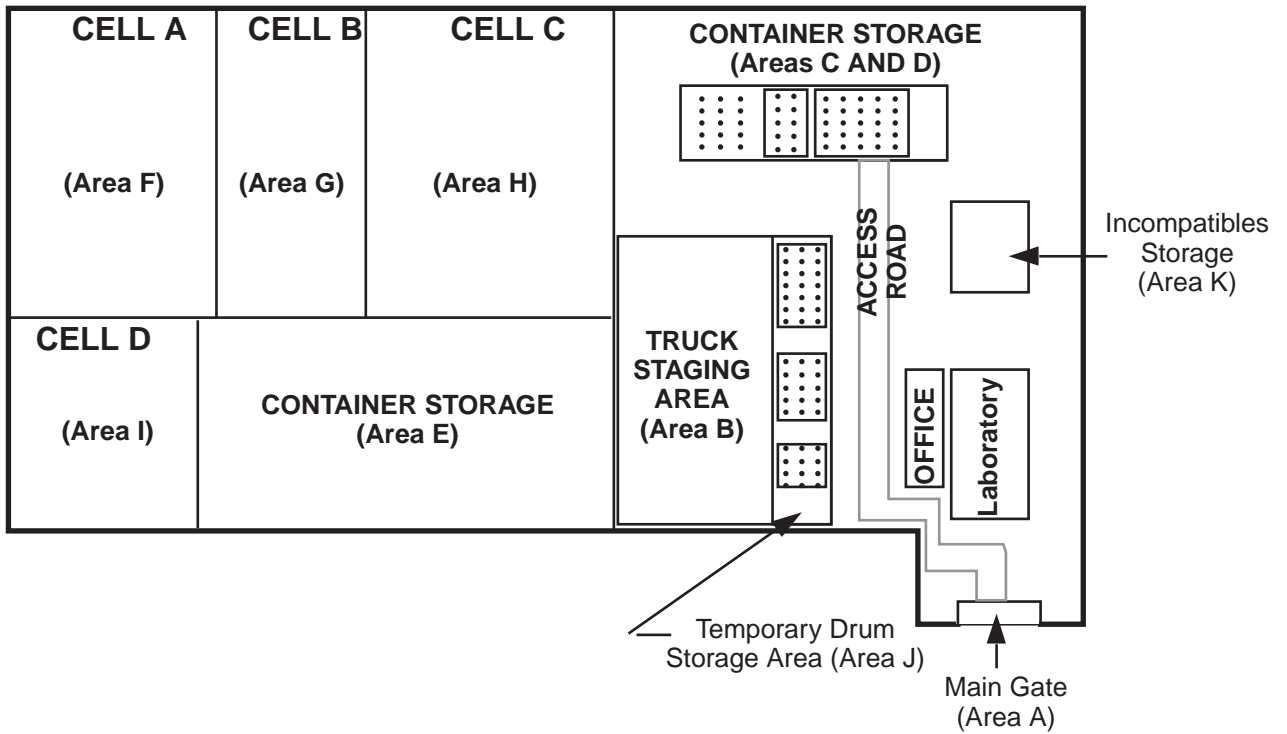 CELL A
CELL B
CELL C
CONTAINER STORAGE
(Areas C AND D)
(Area F)
(Area G)
(Area H)
ACCESS
ROAD
Incompatibles
Storage
(Area K)
CELL D
(Area I)
CONTAINER STORAGE
(Area E)
TRUCK
STAGING
AREA
(Area B)
OFFICE
Laboratory
Temporary Drum
Storage Area (Area J)
Main Gate
(Area A)